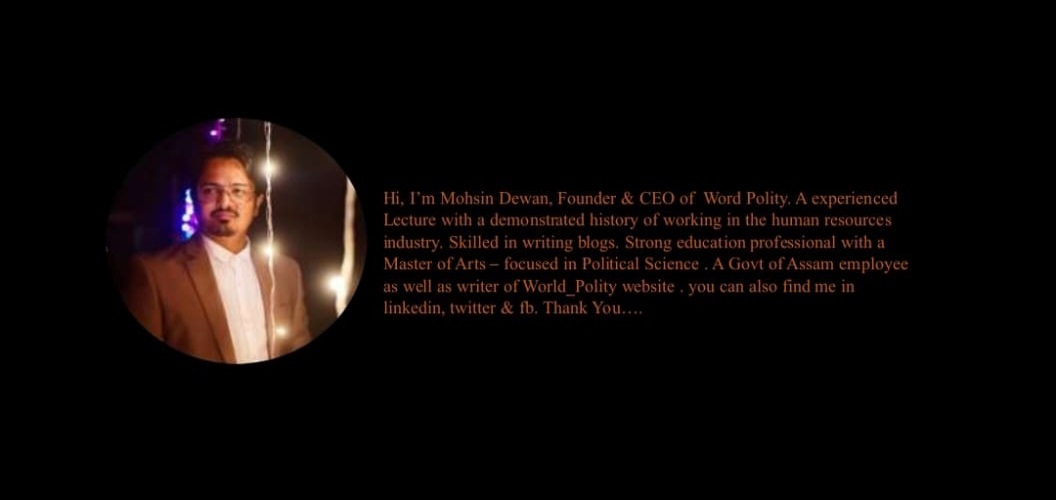 Hi, I’m Mohsin Dewan, Founder & CEO of Word Polity. A experienced
Lecture with a demonstrated history of working in the human resources
industry. Skilled in writing blogs. Strong education professional with a
Master of Arts – focused in Political Science . A Govt of Assam employee
as well as writer of World_Polity website . you can also find me in
linkedin, twitter & fb. Thank You….